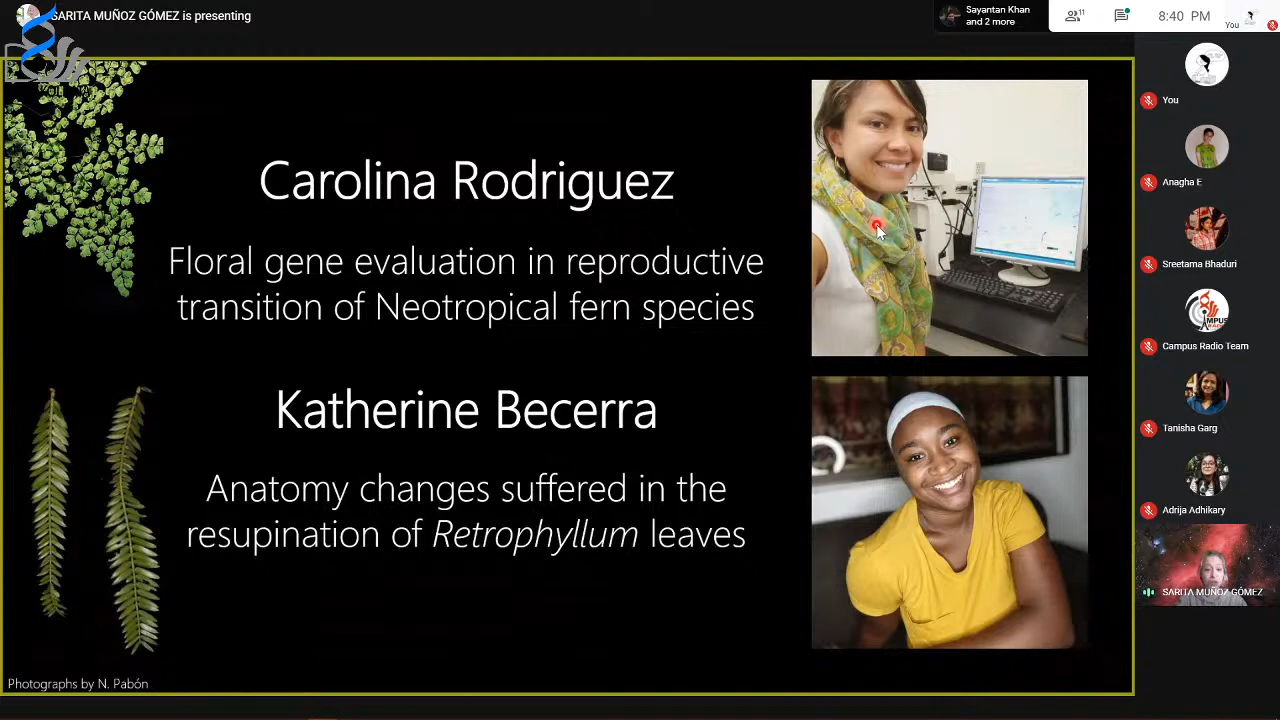 SARITA MUÑOZ GÓMEZ is presenting
Sayantan Khan
and 2 more
11
8:40 PM
You
Carolina Rodriguez
Floral gene evaluation in reproductive
transition of Neotropical fern species
Katherine Becerra
Anatomy changes suffered in the
resupination of Retrophyllum leaves
Photographs by N. Pabón
You
Anagha E
Sreetama Bhaduri
Campus Radio Team
Tanisha Garg
Adrija Adhikary
SARITA MUÑOZ GÓMEZ